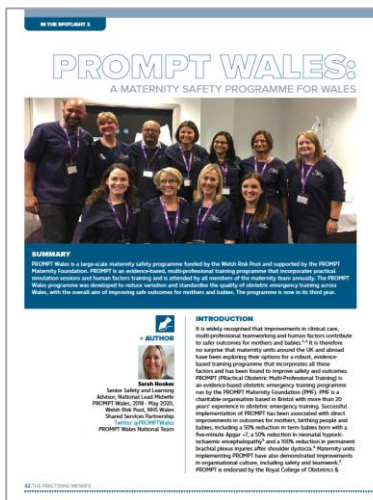 IN THE SPOTLIGHT 2
PROMPT WALES:
A MATERNITY SAFETY PROGRAMME FOR WALES
SUMMARY
PROMPT Wales is a large-scale maternity safety programme funded by the Welsh Risk Pool and supported by the PROMPT
Maternity Foundation. PROMPT is an evidence-based, multi-professional training programme that incorporates practical
simulation sessions and human factors training and is attended by all members of the maternity team annually. The PROMPT
Wales programme was developed to reduce variation and standardise the quality of obstetric emergency training across
Wales, with the overall aim of improving safe outcomes for mothers and babies. The programme is now in its third year.
> AUTHOR
Sarah Hookes
Senior Safety and Learning
Advisor, National Lead Midwife
PROMPT Wales, 2018 - May 2020,
Welsh Risk Pool, NHS Wales
Shared Services Partnership
Twitter @PROMPTWales
PROMPT Wales National Team
INTRODUCTION
It is widely recognised that improvements in clinical care,
multi-professional teamworking and human factors contribute
to safer outcomes for mothers and babies. It is therefore
no surprise that maternity units around the UK and abroad
have been exploring their options for a robust, evidence-
based training programme that incorporates all these
factors and has been found to improve safety and outcomes.
PROMPT (Practical Obstetric Multi-Professional Training) is
an evidence-based obstetric emergency training programme
run by the PROMPT Maternity Foundation (PMF). PMF is a
charitable organisation based in Bristol with more than 20
years' experience in obstetric emergency training. Successful
implementation of PROMPT has been associated with direct
improvements in outcomes for mothers, birthing people and
babies, including a 50% reduction in term babies born with a
five-minute Apgar <7, a 50% reduction in neonatal hypoxic-
ischaemic encephalopathy and a 100% reduction in permanent
brachial plexus injuries after shoulder dystocia. Maternity units
implementing PROMPT have also demonstrated improvements
in organisational culture, including safety and teamwork.
PROMPT is endorsed by the Royal College of Obstetrics &
42 THE PRACTISING MIDWIFE